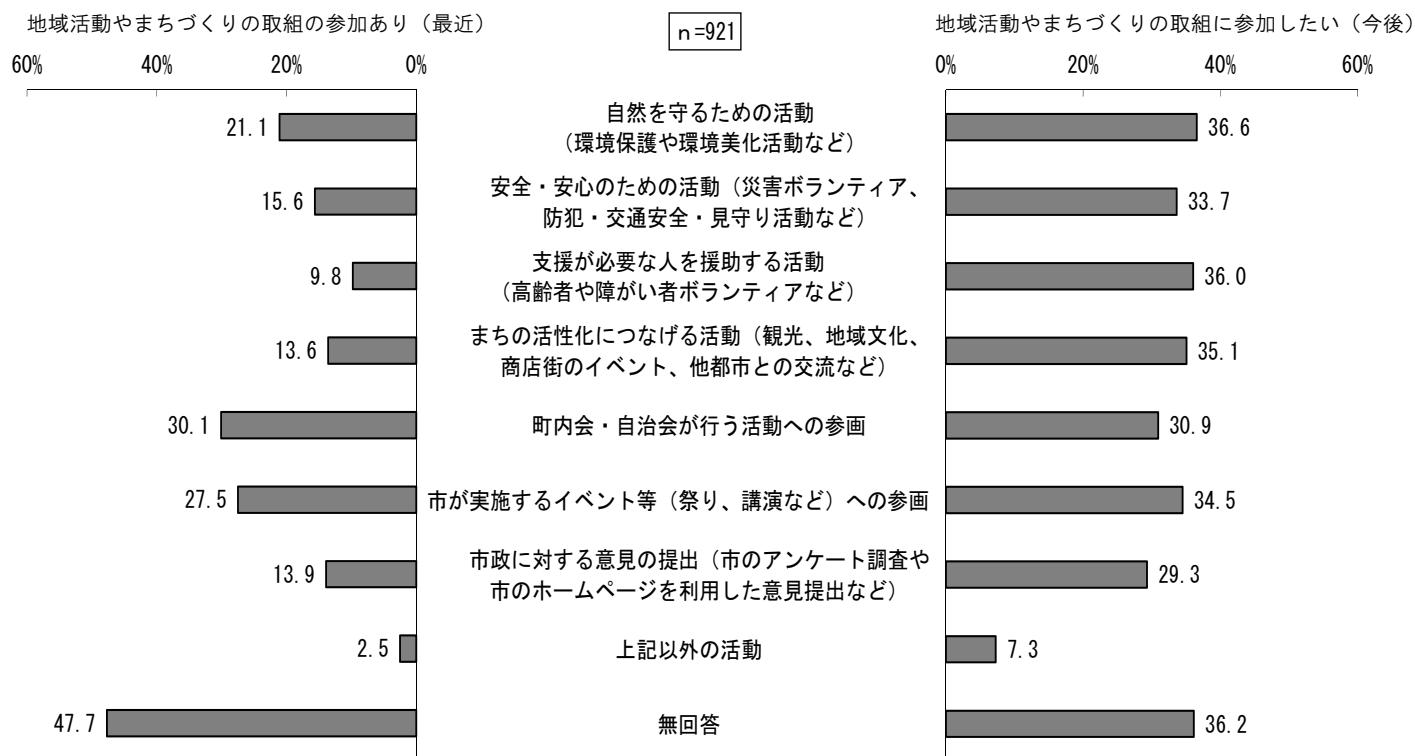 地域活動やまちづくりの取組の参加あり（最近）
n=921
地域活動やまちづくりの取組に参加したい（今後）
60% 40% 20% 0%
0% 20% 40% 60%
21.1
自然を守るための活動
（環境保護や環境美化活動など）
36.6
15.6
安全・安心のための活動（災害ボランティア、
防犯・交通安全・見守り活動など）
33.7
9.8
支援が必要な人を援助する活動
（高齢者や障がい者ボランティアなど）
36.0
13.6
まちの活性化につなげる活動（観光、地域文化、
商店街のイベント、他都市との交流など）
35.1
30.1
町内会・自治会が行う活動への参画
30.9
27.5
市が実施するイベント等（祭り、講演など）への参画
34.5
13.9
市政に対する意見の提出（市のアンケート調査や
市のホームページを利用した意見提出など）
29.3
2.5
上記以外の活動
7.3
47.7
無回答
36.2